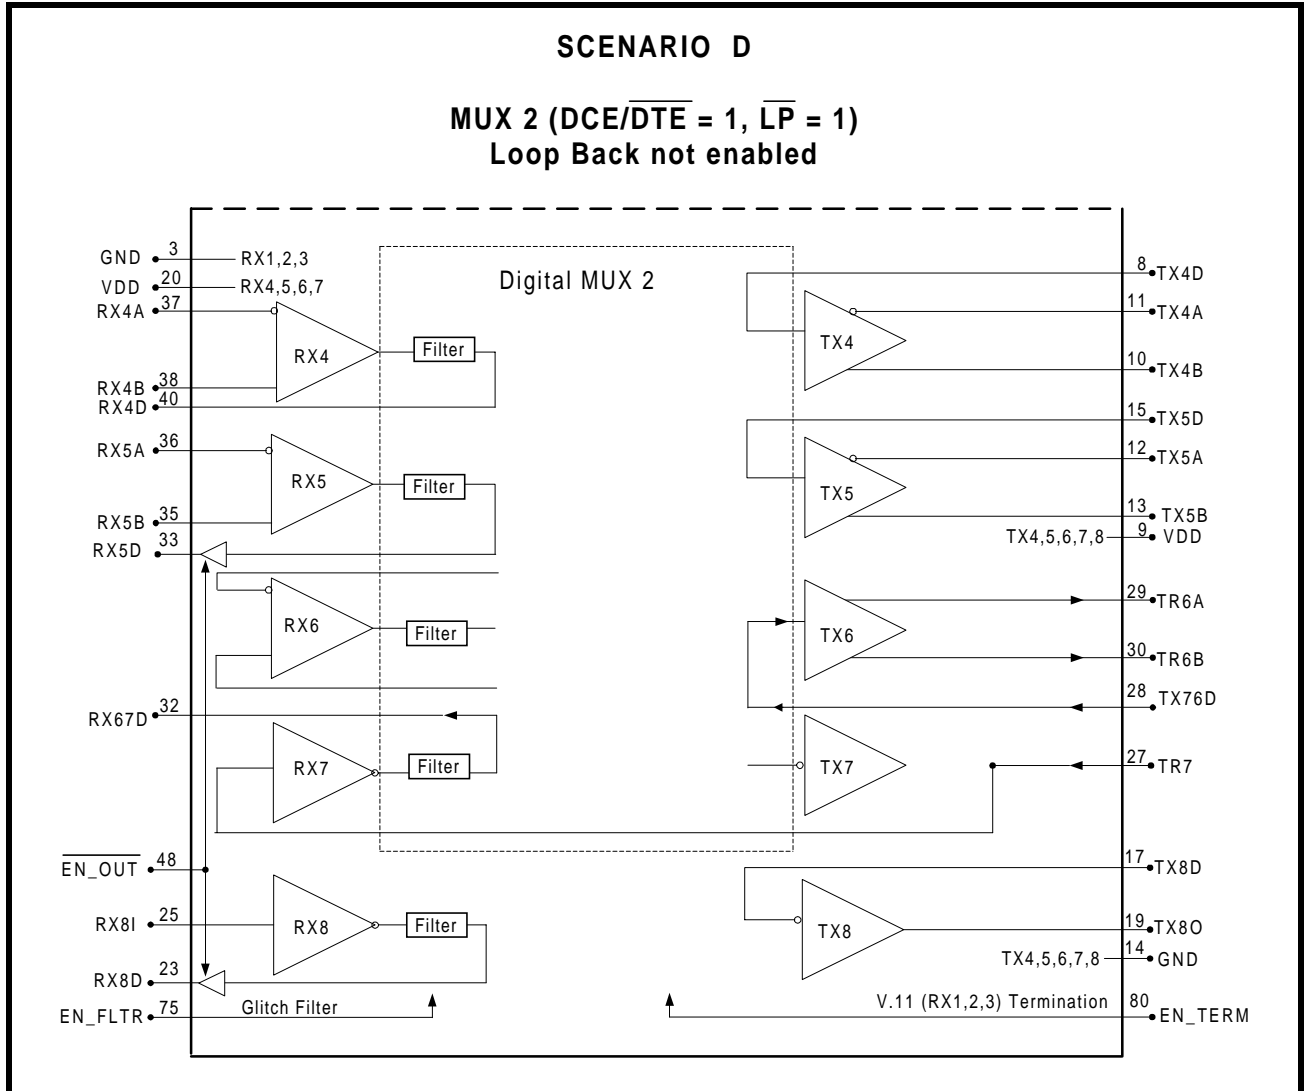 SCENARIO D
MUX 2 (DCE/D̅T̅E̅ = 1, L̅P̅ = 1)
Loop Back not enabled
GND 3 RX1,2,3
VDD 20 RX4,5,6,7
RX4A 37
RX4 Filter
RX4B 38
RX4D 40
RX5A 36
RX5 Filter
RX5B 35
RX5D 33
RX6 Filter
RX67D 32
RX7 Filter
E̅N̅_̅O̅U̅T̅ 48
RX8I 25
RX8 Filter
RX8D 23
EN_FLTR 75 Glitch Filter
Digital MUX 2
8 TX4D
11 TX4A
TX4
10 TX4B
15 TX5D
12 TX5A
TX5
13 TX5B
TX4,5,6,7,8 9 VDD
29 TR6A
TX6
30 TR6B
28 TX76D
TX7
27 TR7
17 TX8D
TX8
19 TX8O
TX4,5,6,7,8 14 GND
V.11 (RX1,2,3) Termination 80 EN_TERM